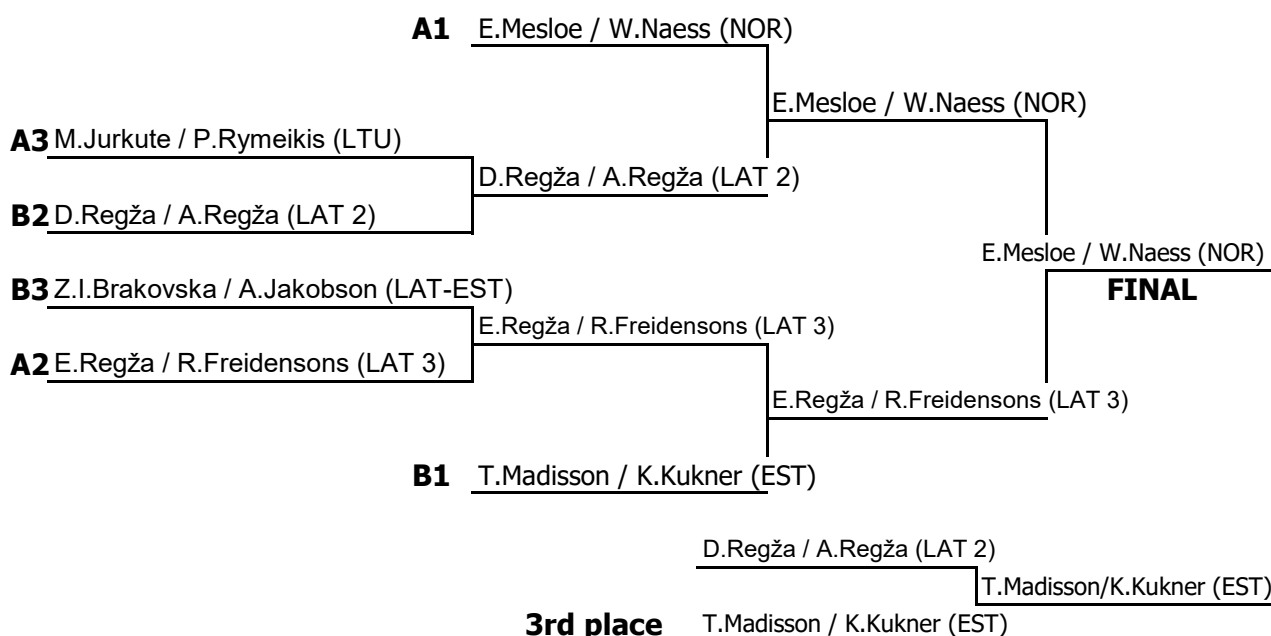 A1 E.Mesloe / W.Naess (NOR)
E.Mesloe / W.Naess (NOR)
A3 M.Jurkute / P.Rymeikis (LTU)
D.Regža / A.Regža (LAT 2)
B2 D.Regža / A.Regža (LAT 2)
E.Mesloe / W.Naess (NOR)
B3 Z.I.Brakovska / A.Jakobson (LAT-EST)
FINAL
E.Regža / R.Freidensons (LAT 3)
A2 E.Regža / R.Freidensons (LAT 3)
E.Regža / R.Freidensons (LAT 3)
B1 T.Madisson / K.Kukner (EST)
D.Regža / A.Regža (LAT 2)
T.Madisson/K.Kukner (EST)
3rd place T.Madisson / K.Kukner (EST)